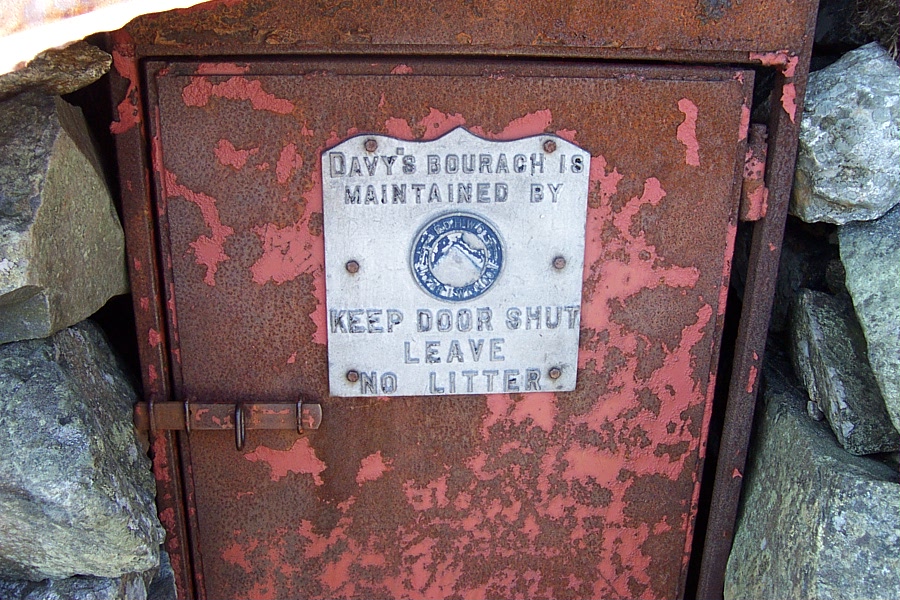 DAVY'S BOURACH IS
MAINTAINED BY
KEEP DOOR SHUT
LEAVE
NO LITTER